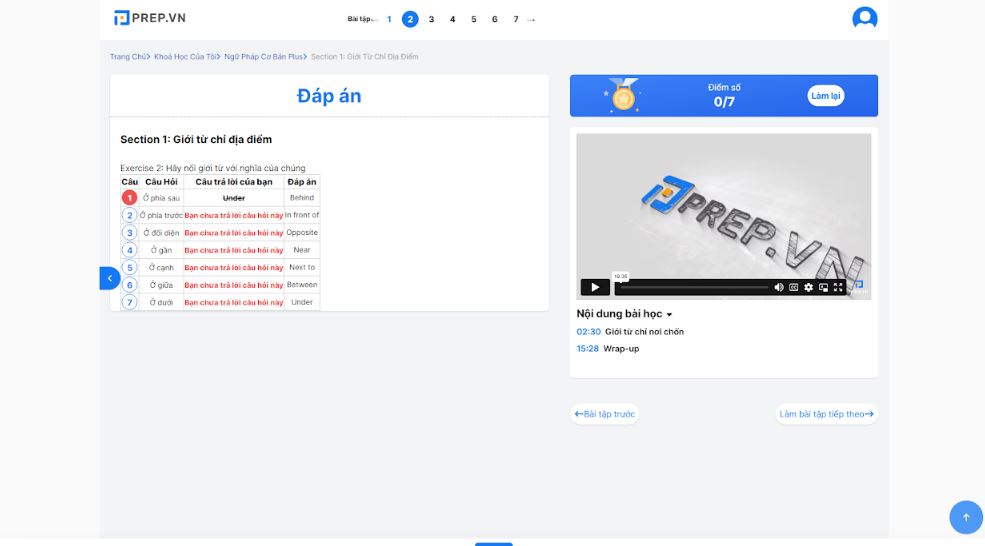 PREP.VN
Bài tập... 1 2 3 4 5 6 7 →
Trang Chủ> Khoá Học Của Tôi> Ngữ Pháp Cơ Bản Plus> Section 1: Giới Từ Chỉ Địa Điểm
Đáp án
Section 1: Giới từ chỉ địa điểm
Exercise 2: Hãy nối giới từ với nghĩa của chúng
Câu Câu Hỏi Câu trả lời của bạn Đáp án
1 Ở phía sau Under Behind
2 Ở phía trước Bạn chưa trả lời câu hỏi này In front of
3 Ở đối diện Bạn chưa trả lời câu hỏi này Opposite
4 Ở gần Bạn chưa trả lời câu hỏi này Near
5 Ở cạnh Bạn chưa trả lời câu hỏi này Next to
6 Ở giữa Bạn chưa trả lời câu hỏi này Between
7 Ở dưới Bạn chưa trả lời câu hỏi này Under
Điểm số
0/7
Làm lại
PREP.VN
Nội dung bài học
02:30 Giới từ chỉ nơi chốn
15:28 Wrap-up
←Bài tập trước
Làm bài tập tiếp theo→